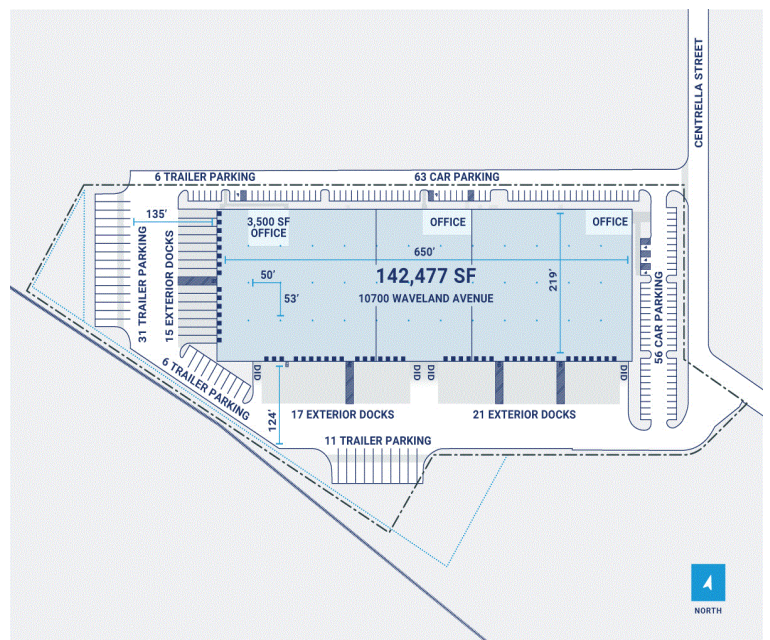 CENTRELLA STREET
6 TRAILER PARKING
63 CAR PARKING
135'
3,500 SF
OFFICE
OFFICE
OFFICE
650'
142,477 SF
10700 WAVELAND AVENUE
50'
53'
219'
31 TRAILER PARKING
15 EXTERIOR DOCKS
56 CAR PARKING
6 TRAILER PARKING
DID
DID
DID
DID
124'
17 EXTERIOR DOCKS
21 EXTERIOR DOCKS
11 TRAILER PARKING
NORTH